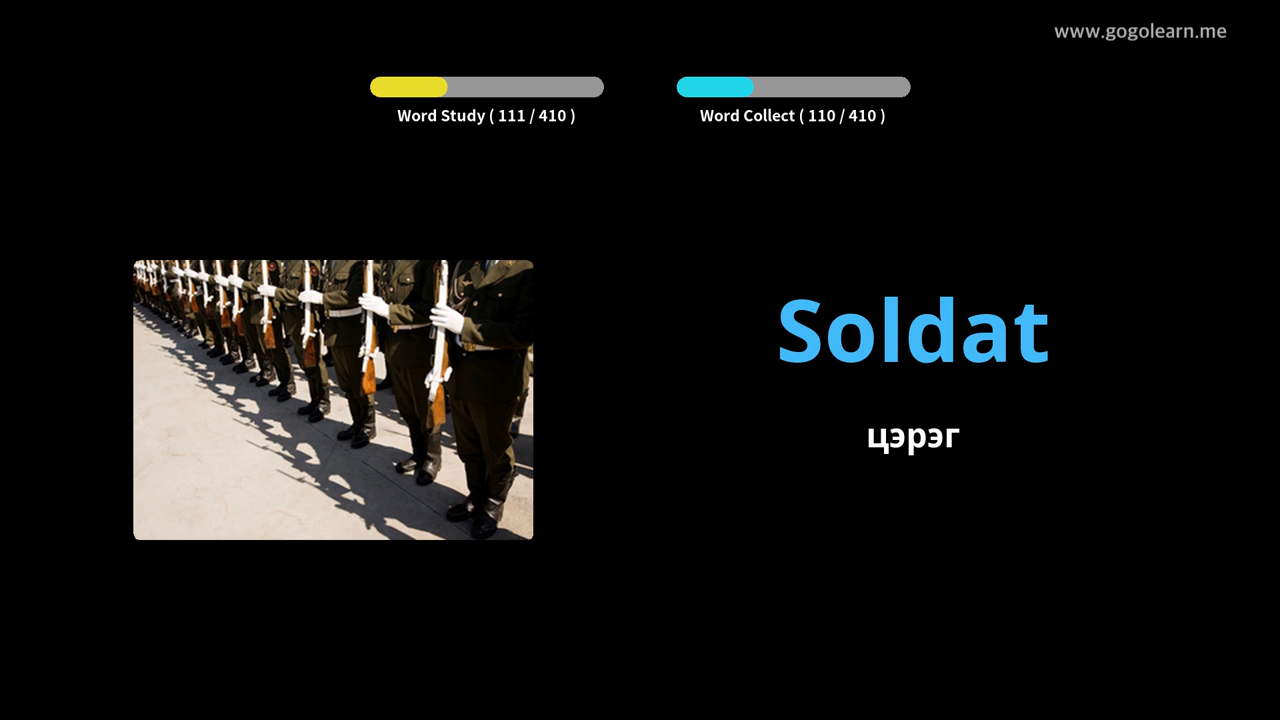 www.gogolearn.me
Word Study ( 111 / 410 )
Word Collect ( 110 / 410 )
Soldat
цэрэг